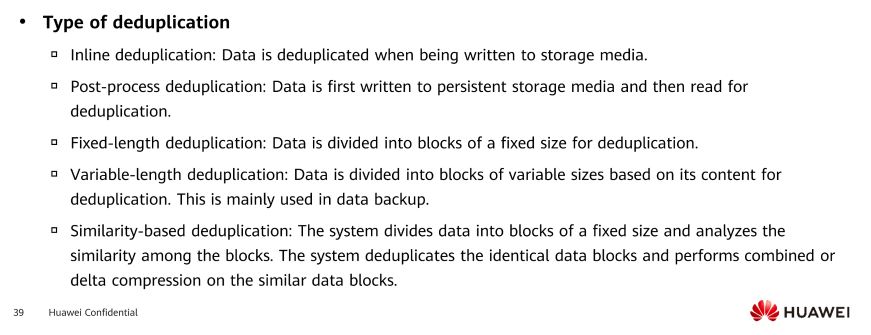 • Type of deduplication
▫ Inline deduplication: Data is deduplicated when being written to storage media.
▫ Post-process deduplication: Data is first written to persistent storage media and then read for
deduplication.
▫ Fixed-length deduplication: Data is divided into blocks of a fixed size for deduplication.
▫ Variable-length deduplication: Data is divided into blocks of variable sizes based on its content for
deduplication. This is mainly used in data backup.
▫ Similarity-based deduplication: The system divides data into blocks of a fixed size and analyzes the
similarity among the blocks. The system deduplicates the identical data blocks and performs combined or
delta compression on the similar data blocks.
39 Huawei Confidential
HUAWEI